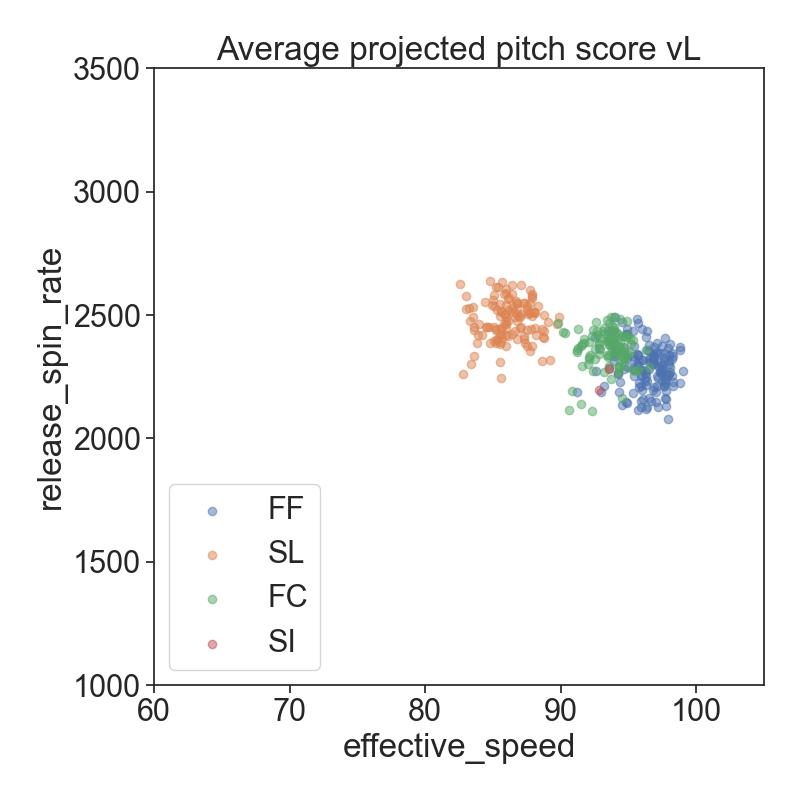 Average projected pitch score vL
3500
3000
2500
2000
1500
1000
release_spin_rate
FF
SL
FC
SI
60
70
80
90
100
effective_speed